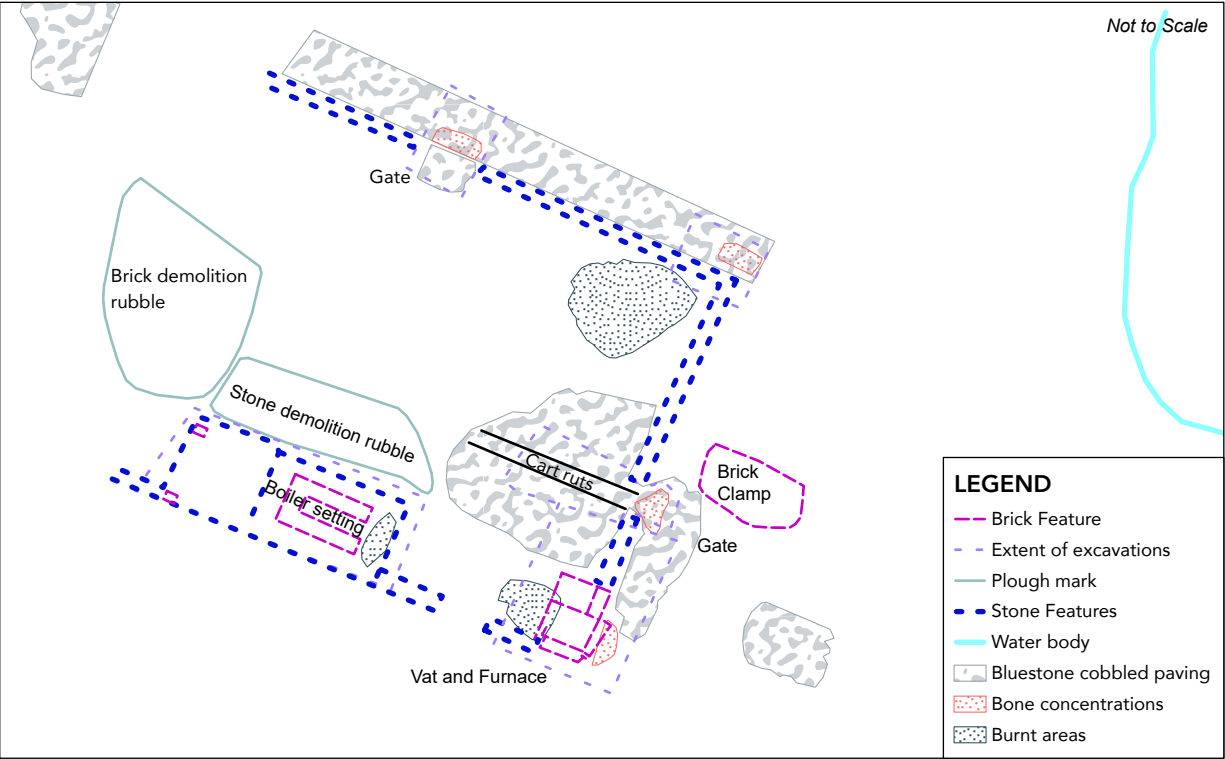 Not to Scale
Gate
Brick demolition
rubble
Stone demolition rubble
Cart ruts
Brick
Clamp
Boiler setting
Gate
Vat and Furnace
LEGEND
Brick Feature
Extent of excavations
Plough mark
Stone Features
Water body
Bluestone cobbled paving
Bone concentrations
Burnt areas